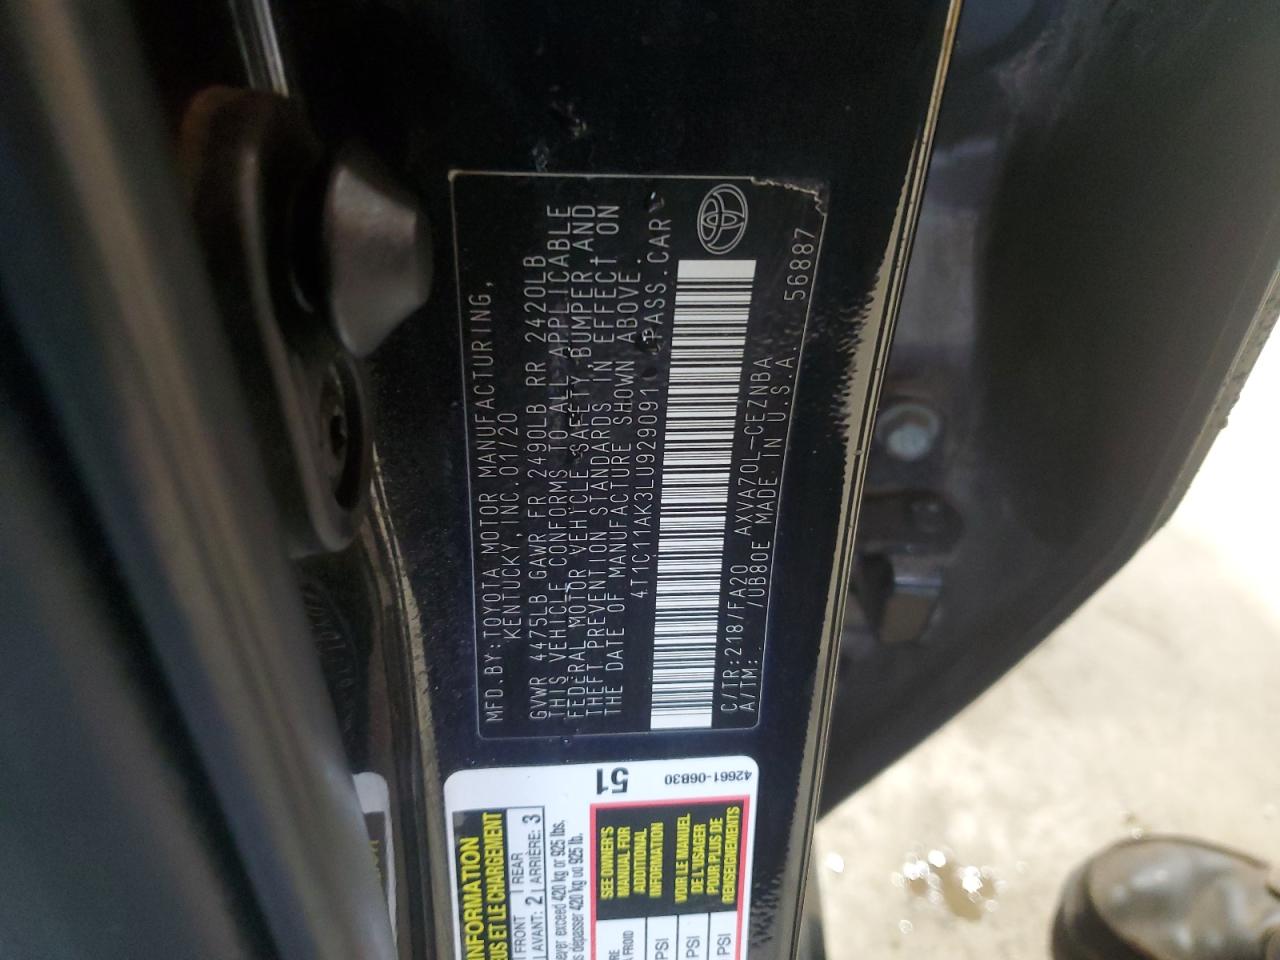 MFD.BY:TOYOTA MOTOR MANUFACTURING,
KENTUCKY, INC. 01/20
GVWR 4475LB GAWR FR 2490LB RR 2420LB
THIS VEHICLE CONFORMS TO ALL APPLICABLE
FEDERAL MOTOR VEHICLE SAFETY, BUMPER AND
THEFT PREVENTION STANDARDS IN EFFECT ON
THE DATE OF MANUFACTURE SHOWN ABOVE.
4T1C11AK3LU929091 PASS.CAR
C/TR:218/FA20 AXVA70L-CEZNBA
A/TM: /UB80E MADE IN U.S.A. 56887
51
42661-06B30
INFORMATION
ET LE CHARGEMENT
FRONT REAR
AVANT: 2 ARRIÈRE: 3
exceed 420 kg or 925 lbs.
dépasser 420 kg ou 925 lb.
SEE OWNER'S
MANUAL FOR
ADDITIONAL
INFORMATION
VOIR LE MANUEL
DE L'USAGER
POUR PLUS DE
RENSEIGNEMENTS
FROID
PSI
PSI
PSI